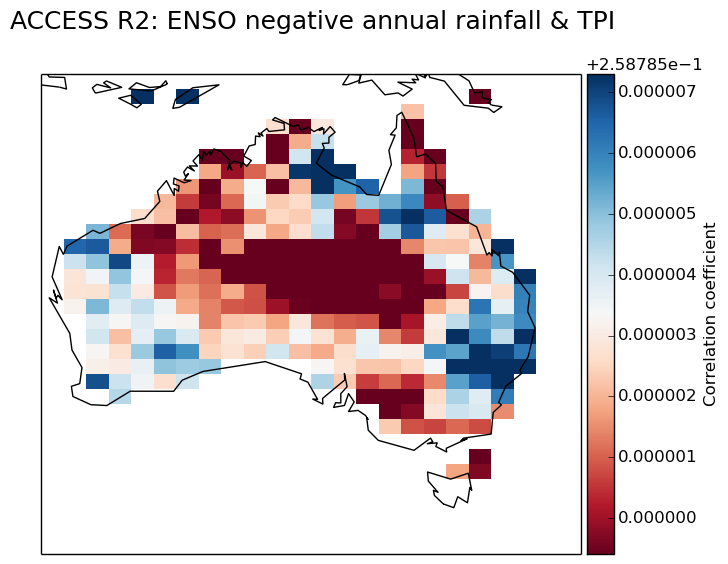 ACCESS R2: ENSO negative annual rainfall & TPI
+2.58785e−1
0.000007
0.000006
0.000005
0.000004
0.000003
0.000002
0.000001
0.000000
Correlation coefficient